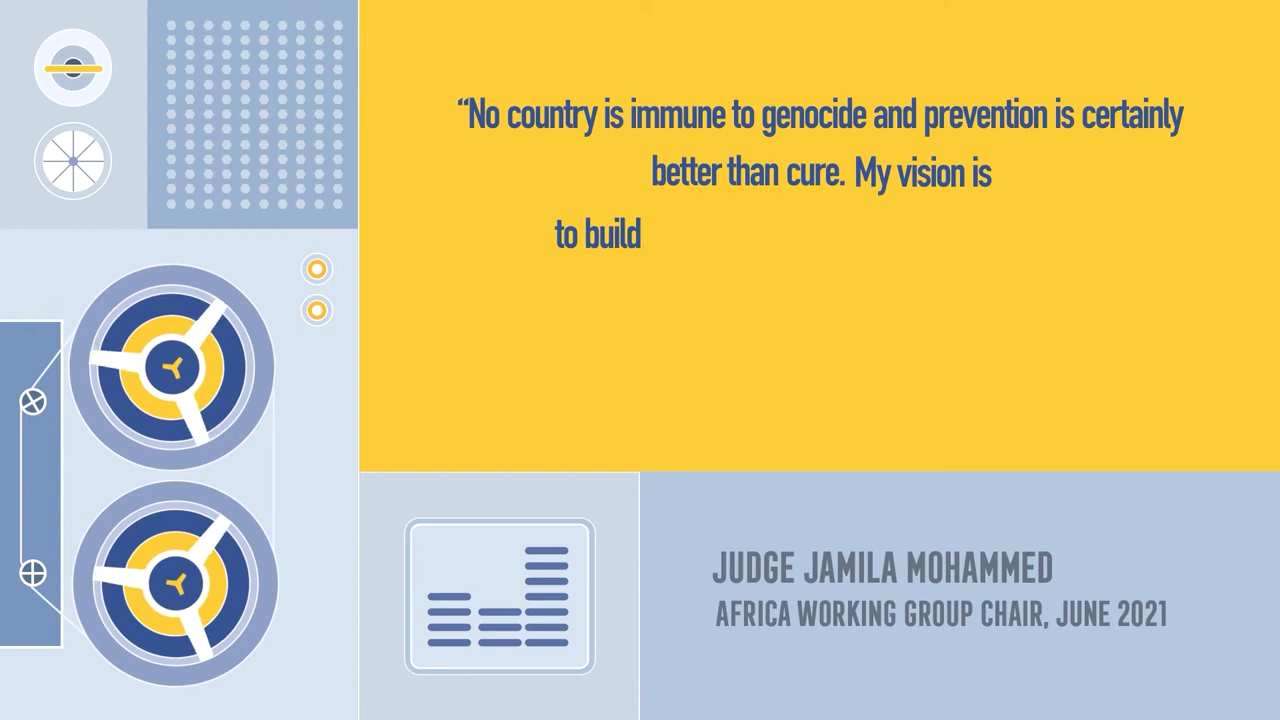 “No country is immune to genocide and prevention is certainly
better than cure. My vision is
to build
JUDGE JAMILA MOHAMMED
AFRICA WORKING GROUP CHAIR, JUNE 2021